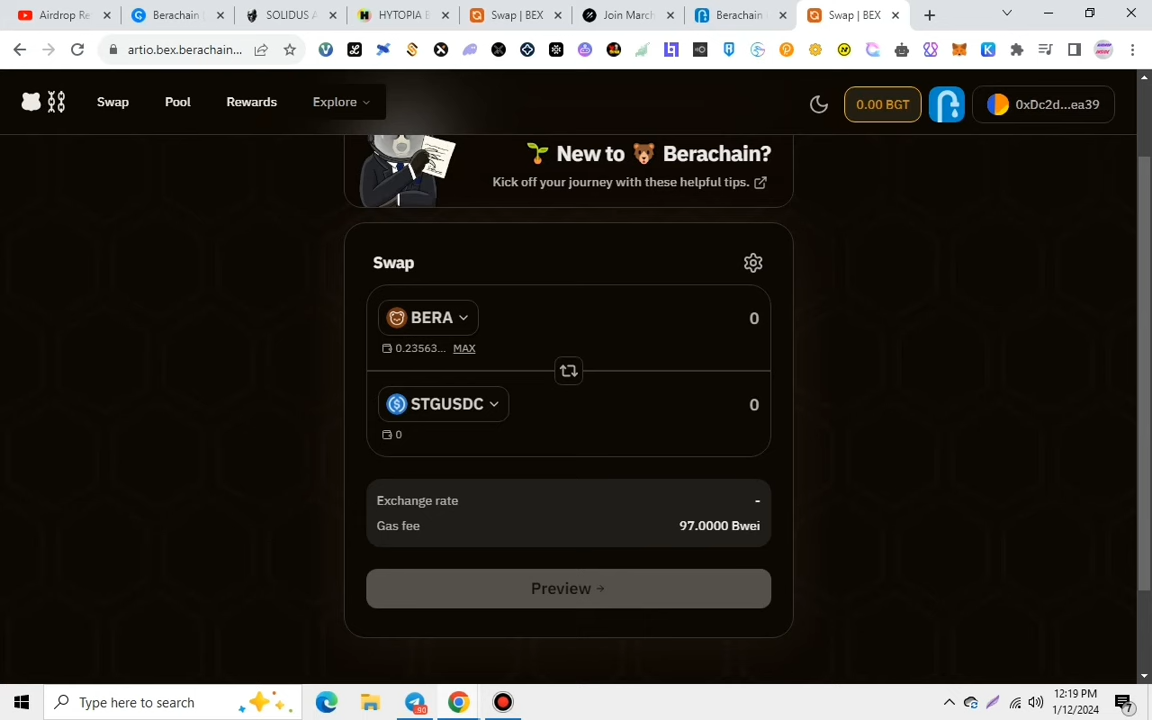 Airdrop Re
Berachain
SOLIDUS A
HYTOPIA E
Swap | BEX
Join March
Berachain
Swap | BEX
artio.bex.berachain...
Swap
Pool
Rewards
Explore
0.00 BGT
0xDc2d...ea39
New to Berachain?
Kick off your journey with these helpful tips.
Swap
BERA
0
0.23563... MAX
STGUSDC
0
0
Exchange rate
-
Gas fee
97.0000 Bwei
Preview
Type here to search
90
12:19 PM
1/12/2024
7